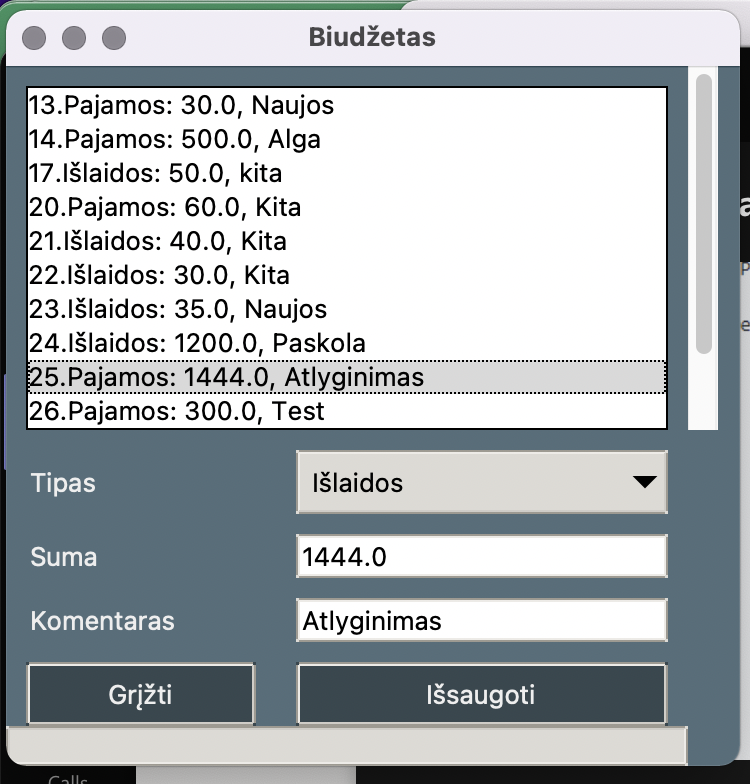 Biudžetas
13.Pajamos: 30.0, Naujos
14.Pajamos: 500.0, Alga
17.Išlaidos: 50.0, kita
20.Pajamos: 60.0, Kita
21.Išlaidos: 40.0, Kita
22.Išlaidos: 30.0, Kita
23.Išlaidos: 35.0, Naujos
24.Išlaidos: 1200.0, Paskola
25.Pajamos: 1444.0, Atlyginimas
26.Pajamos: 300.0, Test
Tipas Išlaidos
Suma 1444.0
Komentaras Atlyginimas
Grįžti Išsaugoti
Calls